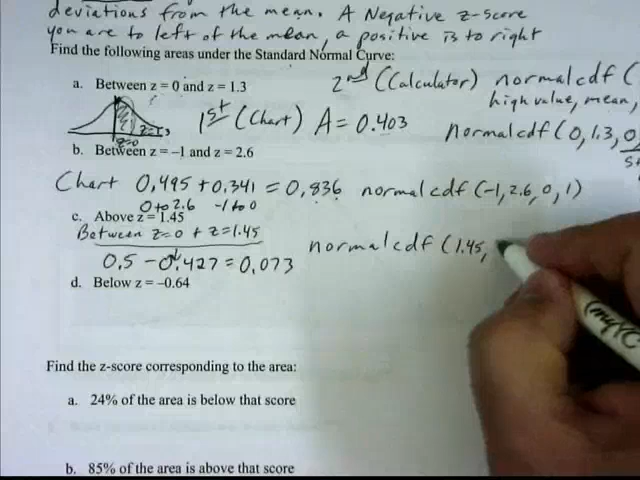 deviations from the mean. A Negative z-score
you are to left of the mean, a positive is to right
Find the following areas under the Standard Normal Curve:
2nd (Calculator) normalcdf (
a. Between z = 0 and z = 1.3
high value, mean,
1st (Chart) A = 0.403
normalcdf (0, 1.3, 0,
z=1.3
z=0
b. Between z = −1 and z = 2.6
Chart 0.495 + 0.341 = 0.836 normalcdf (-1, 2.6, 0, 1)
0 to 2.6 -1 to 0
c. Above z = 1.45
Between z=0 + z=1.45
normalcdf (1.45,
0.5 - 0.427 = 0.073
d. Below z = −0.64
Find the z-score corresponding to the area:
a. 24% of the area is below that score
b. 85% of the area is above that score